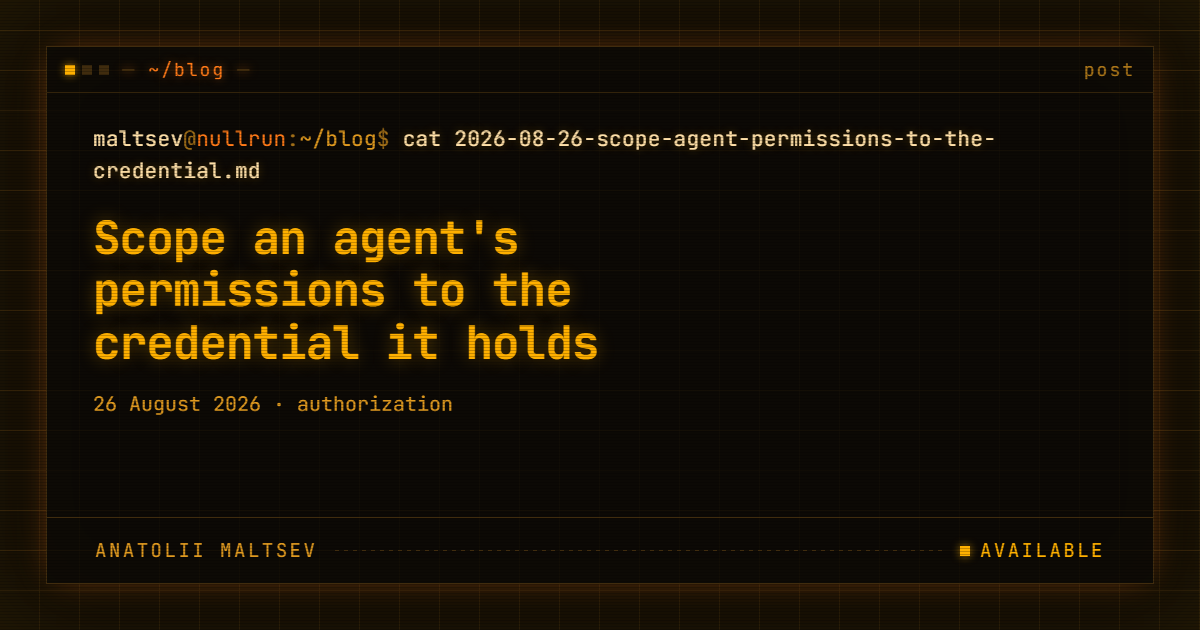 — ~/blog —
post
maltsev@nullrun:~/blog$ cat 2026-08-26-scope-agent-permissions-to-the-
credential.md
Scope an agent's
permissions to the
credential it holds
26 August 2026 · authorization
ANATOLII MALTSEV
AVAILABLE